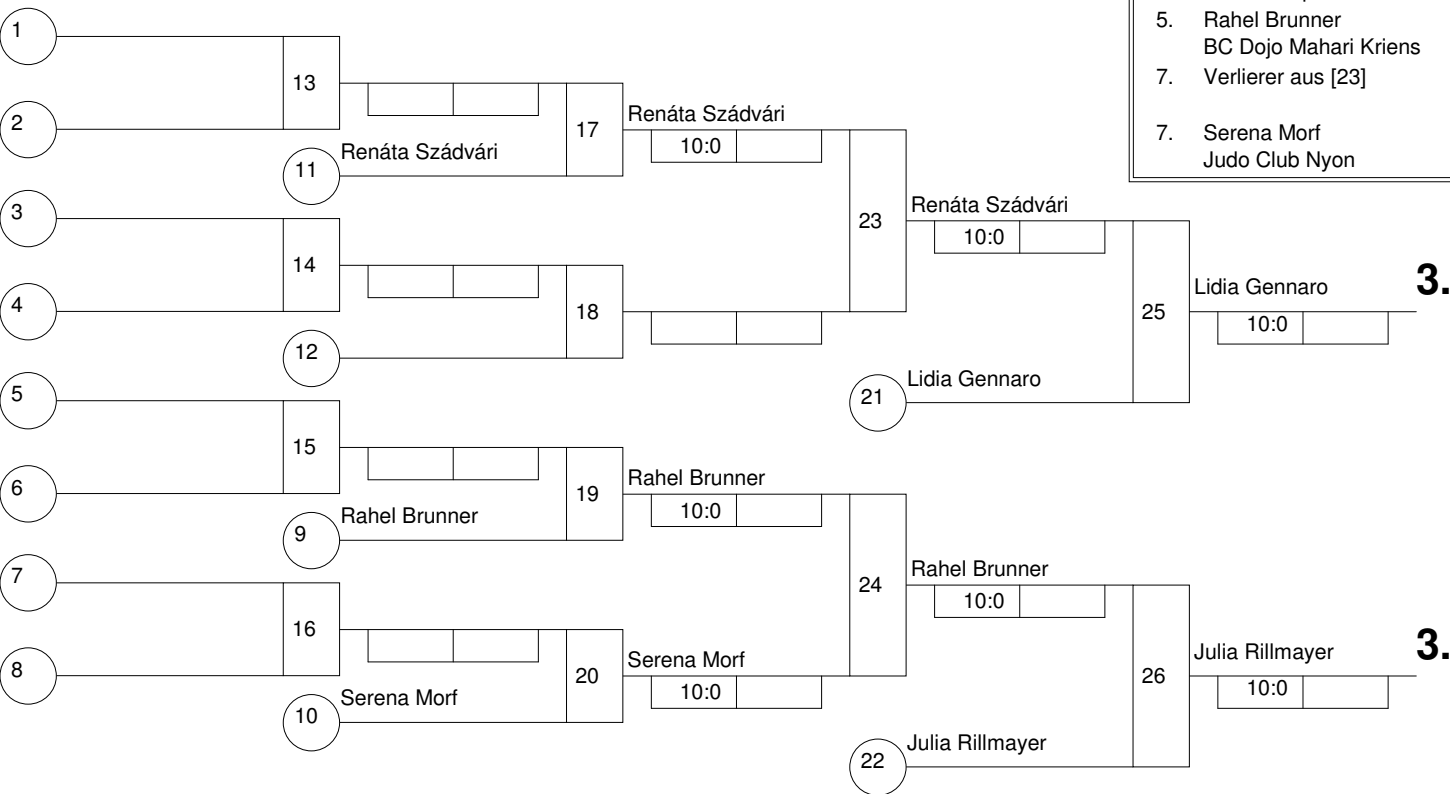 5. Rahel Brunner
BC Dojo Mahari Kriens
7. Verlierer aus [23]
7. Serena Morf
Judo Club Nyon
1
13
2
17
Renáta Szádvári
10:0
11
Renáta Szádvári
3
23
Renáta Szádvári
10:0
14
4
18
25
Lidia Gennaro
3.
10:0
12
21
Lidia Gennaro
5
15
6
19
Rahel Brunner
10:0
9
Rahel Brunner
7
24
Rahel Brunner
10:0
16
8
20
Serena Morf
10:0
26
Julia Rillmayer
3.
10:0
10
Serena Morf
22
Julia Rillmayer